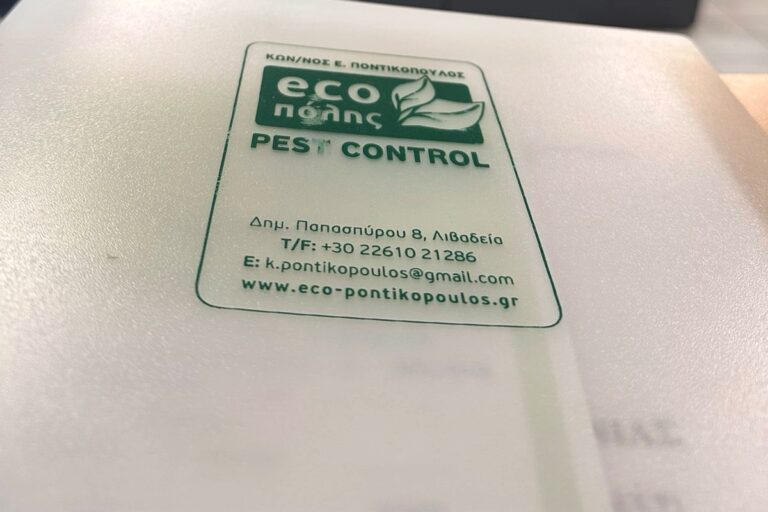 ΚΩΝ/ΝΟΣ Ε. ΠΟΝΤΙΚΟΠΟΥΛΟΣ
eco
πόλης
PEST CONTROL
Δημ. Παπασπύρου 8, Λιβαδεία
T/F: +30 22610 21286
E: k.pontikopoulos@gmail.com
www.eco-pontikopoulos.gr